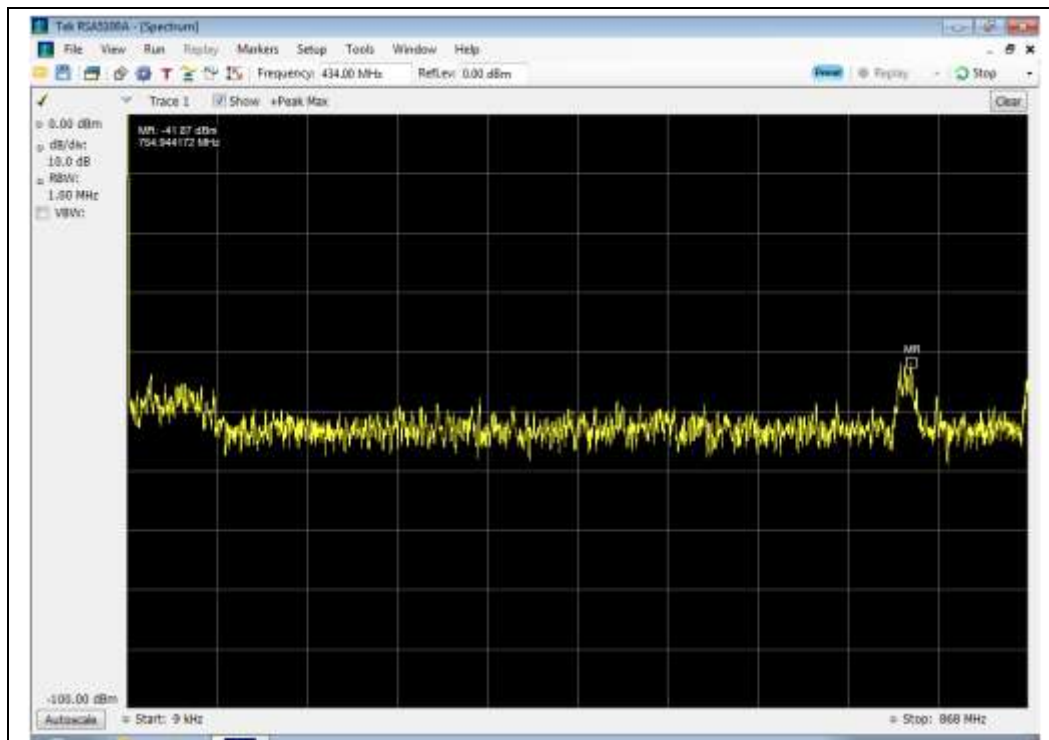 Tek RSA5100A - [Spectrum]
File View Run Replay Markers Setup Tools Window Help
Frequency: 434.00 MHz RefLev: 0.00 dBm Preset Replay Stop
Trace 1 Show +Peak Max Clear
0.00 dBm
dB/div:
10.0 dB
RBW:
1.00 MHz
VBW:
MR: -41.87 dBm
754.944172 MHz
MR
-100.00 dBm
Autoscale Start: 9 kHz Stop: 868 MHz